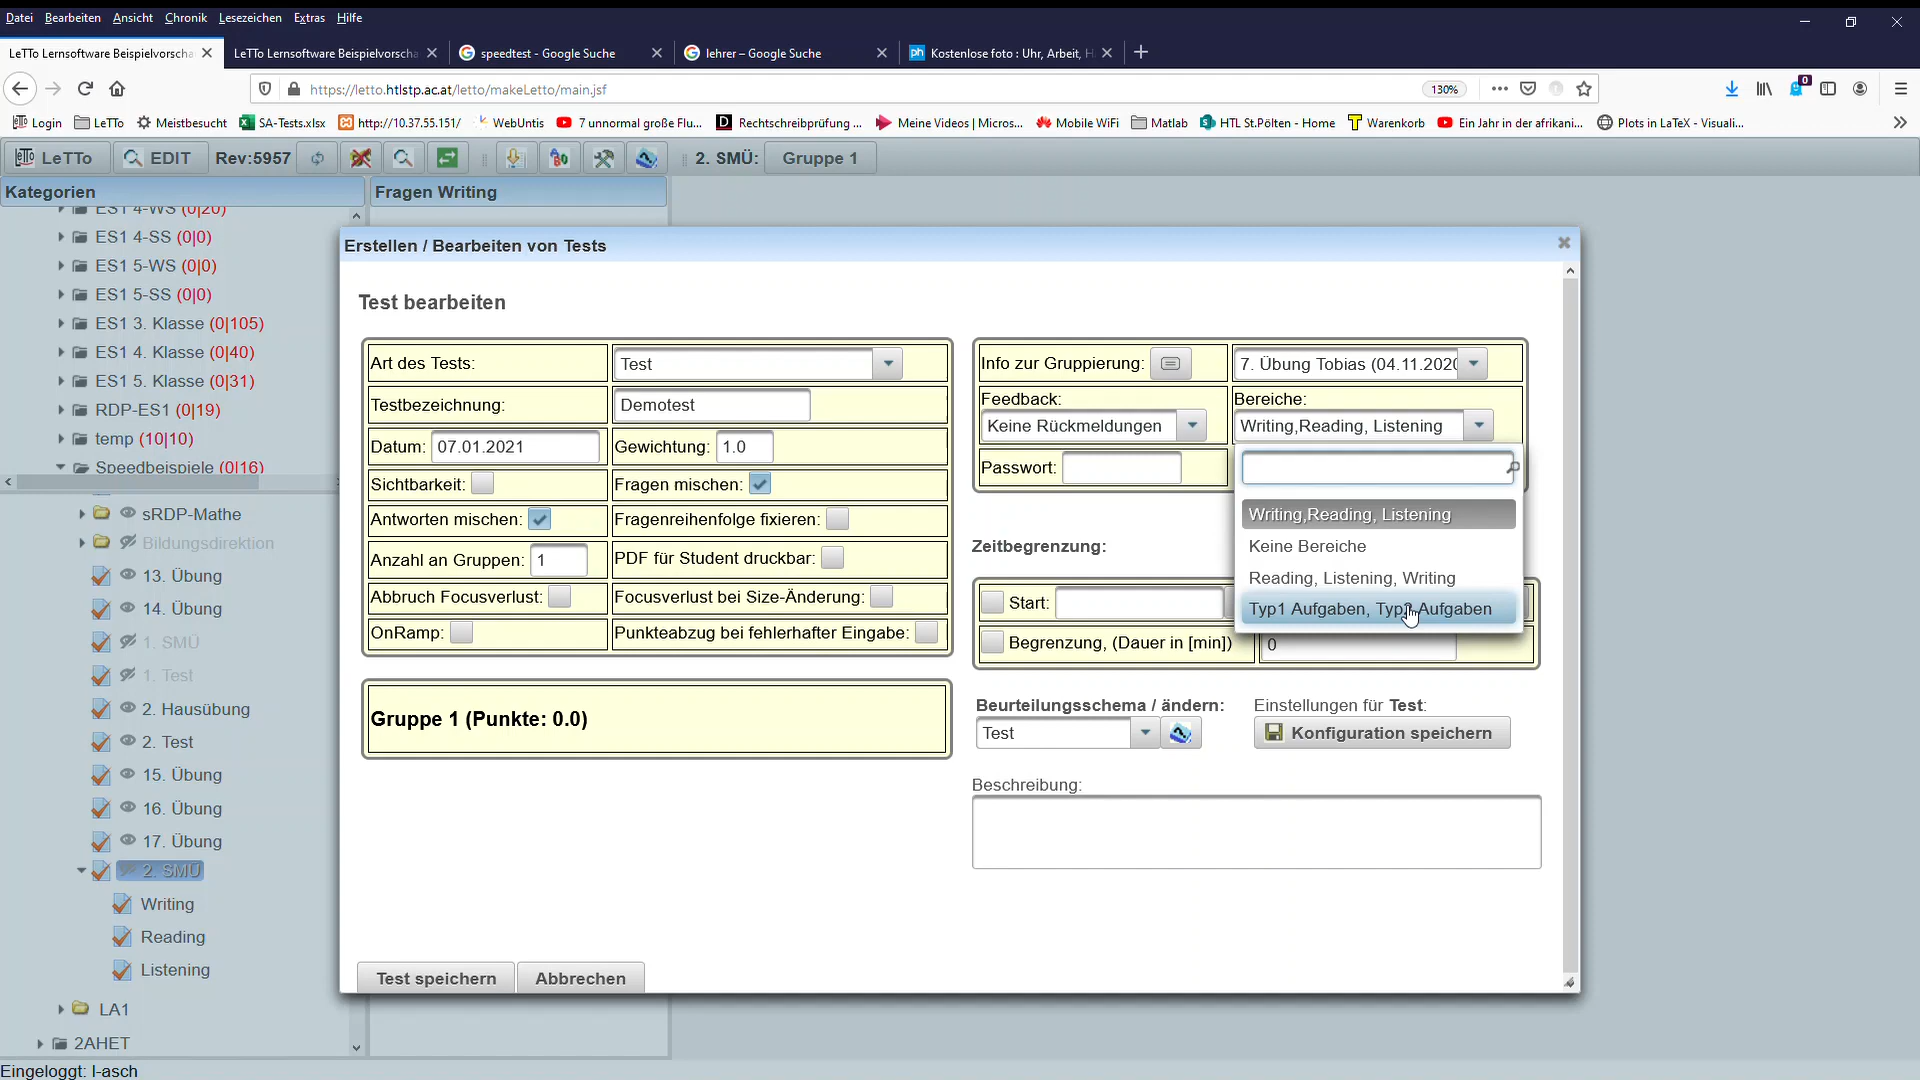 Datei Bearbeiten Ansicht Chronik Lesezeichen Extras Hilfe
LeTTo Lernsoftware Beispielvorscha
LeTTo Lernsoftware Beispielvorscha
speedtest - Google Suche
lehrer – Google Suche
Kostenlose foto : Uhr, Arbeit, H
https://letto.htlstp.ac.at/letto/makeLetto/main.jsf
130%
0
Login LeTTo Meistbesucht SA-Tests.xlsx http://10.37.55.151/ WebUntis 7 unnormal große Flu... Rechtschreibprüfung ... Meine Videos | Micros... Mobile WiFi Matlab HTL St.Pölten - Home Warenkorb Ein Jahr in der afrikani... Plots in LaTeX - Visuali...
LeTTo EDIT Rev:5957 2. SMÜ: Gruppe 1
Kategorien
Fragen Writing
ES1 4-WS (0|20)
ES1 4-SS (0|0)
ES1 5-WS (0|0)
ES1 5-SS (0|0)
ES1 3. Klasse (0|105)
ES1 4. Klasse (0|40)
ES1 5. Klasse (0|31)
RDP-ES1 (0|19)
temp (10|10)
Speedbeispiele (0|16)
sRDP-Mathe
Bildungsdirektion
13. Übung
14. Übung
1. SMÜ
1. Test
2. Hausübung
2. Test
15. Übung
16. Übung
17. Übung
2. SMÜ
Writing
Reading
Listening
LA1
2AHET
Eingeloggt: l-asch
Erstellen / Bearbeiten von Tests
Test bearbeiten
Art des Tests: Test
Testbezeichnung: Demotest
Datum: 07.01.2021 Gewichtung: 1.0
Sichtbarkeit: Fragen mischen:
Antworten mischen: Fragenreihenfolge fixieren:
Anzahl an Gruppen: 1 PDF für Student druckbar:
Abbruch Focusverlust: Focusverlust bei Size-Änderung:
OnRamp: Punkteabzug bei fehlerhafter Eingabe:
Gruppe 1 (Punkte: 0.0)
Info zur Gruppierung: 7. Übung Tobias (04.11.2020
Feedback: Bereiche:
Keine Rückmeldungen Writing,Reading, Listening
Passwort:
Writing,Reading, Listening
Keine Bereiche
Reading, Listening, Writing
Typ1 Aufgaben, Typ2 Aufgaben
Zeitbegrenzung:
Start:
Begrenzung, (Dauer in [min]) 0
Beurteilungsschema / ändern: Einstellungen für Test:
Test Konfiguration speichern
Beschreibung:
Test speichern Abbrechen